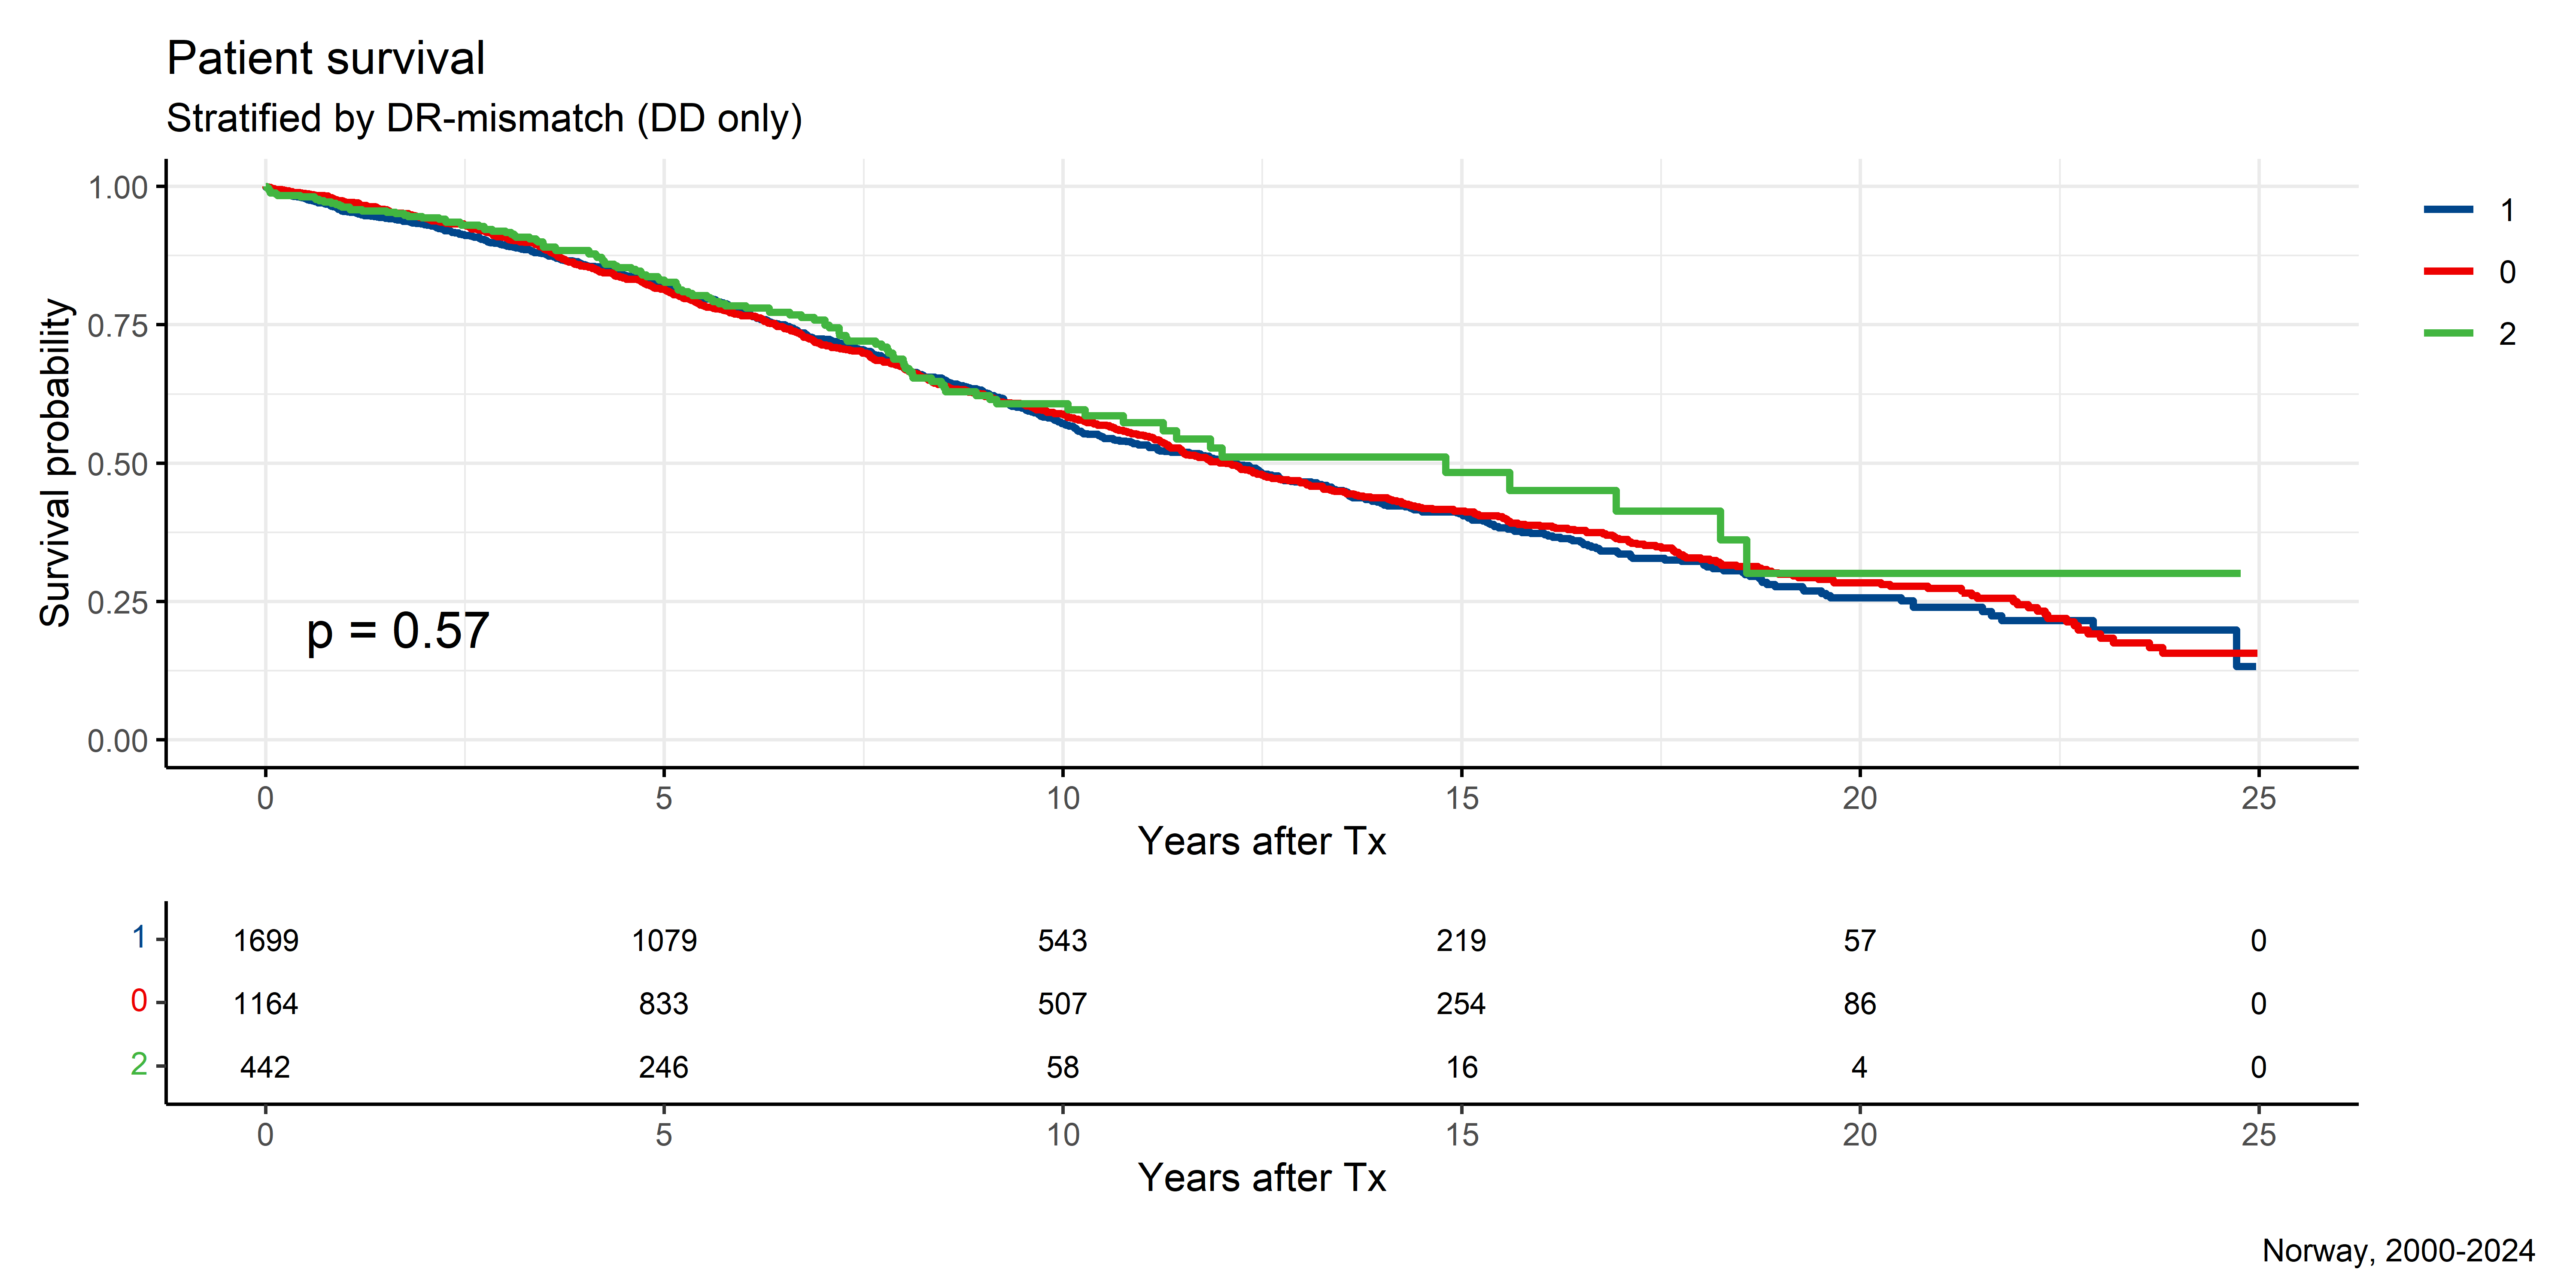 Patient survival
Stratified by DR-mismatch (DD only)
1.00
0.75
0.50
0.25
0.00
Survival probability
p = 0.57
1
0
2
0 5 10 15 20 25
Years after Tx
1 1699 1079 543 219 57 0
0 1164 833 507 254 86 0
2 442 246 58 16 4 0
0 5 10 15 20 25
Years after Tx
Norway, 2000-2024